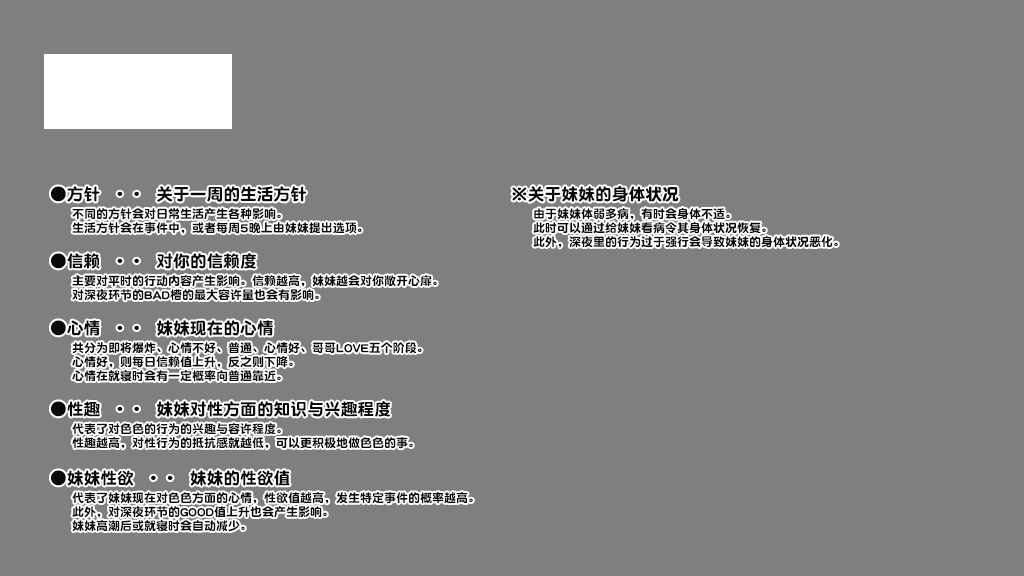 ●方针 ・・ 关于一周的生活方针
不同的方针会对日常生活产生各种影响。
生活方针会在事件中，或者每周5晚上由妹妹提出选项。
●信赖 ・・ 对你的信赖度
主要对平时的行动内容产生影响。信赖越高，妹妹越会对你敞开心扉。
对深夜环节的BAD槽的最大容许量也会有影响。
●心情 ・・ 妹妹现在的心情
共分为即将爆炸、心情不好、普通、心情好、哥哥LOVE五个阶段。
心情好，则每日信赖值上升，反之则下降。
心情在就寝时会有一定概率向普通靠近。
●性趣 ・・ 妹妹对性方面的知识与兴趣程度
代表了对色色的行为的兴趣与容许程度。
性趣越高，对性行为的抵抗感就越低，可以更积极地做色色的事。
●妹妹性欲 ・・ 妹妹的性欲值
代表了妹妹现在对色色方面的心情，性欲值越高，发生特定事件的概率越高。
此外，对深夜环节的GOOD值上升也会产生影响。
妹妹高潮后或就寝时会自动减少。
※关于妹妹的身体状况
由于妹妹体弱多病，有时会身体不适。
此时可以通过给妹妹看病令其身体状况恢复。
此外，深夜里的行为过于强行会导致妹妹的身体状况恶化。